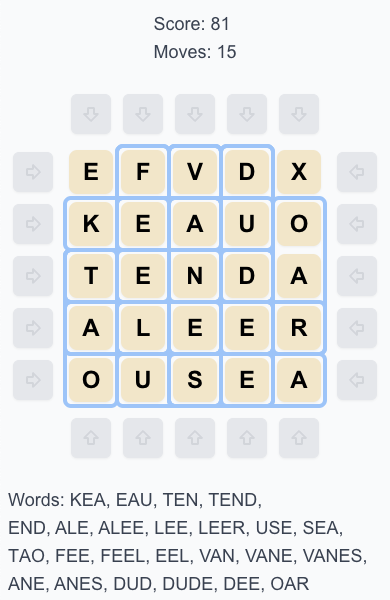 Score: 81
Moves: 15
E F V D X
K E A U O
T E N D A
A L E E R
O U S E A
Words: KEA, EAU, TEN, TEND,
END, ALE, ALEE, LEE, LEER, USE, SEA,
TAO, FEE, FEEL, EEL, VAN, VANE, VANES,
ANE, ANES, DUD, DUDE, DEE, OAR